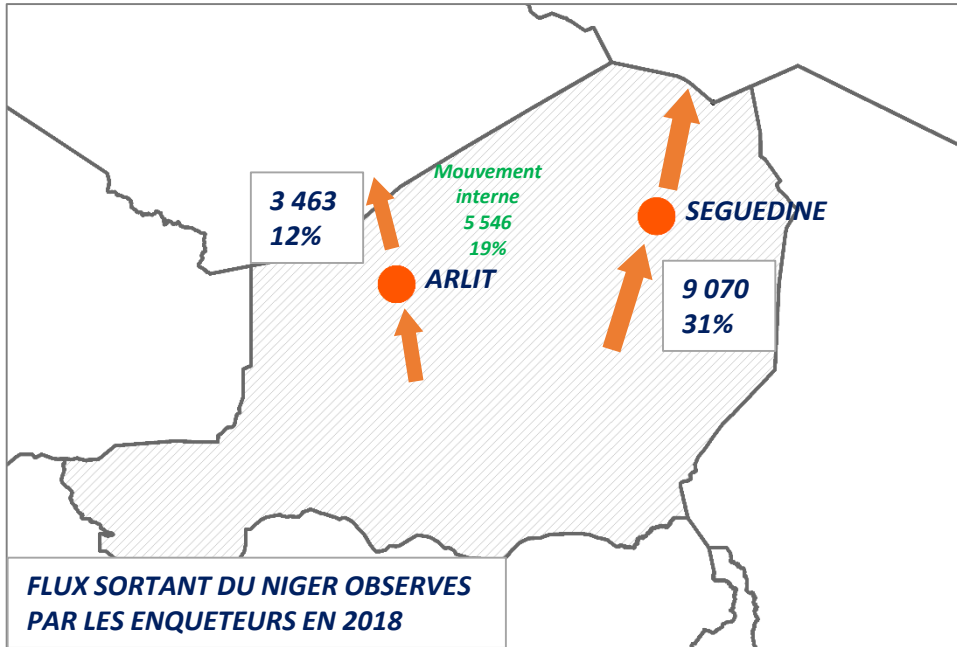 3 463
12%
Mouvement
interne
5 546
19%
ARLIT
SEGUEDINE
9 070
31%
FLUX SORTANT DU NIGER OBSERVES
PAR LES ENQUETEURS EN 2018